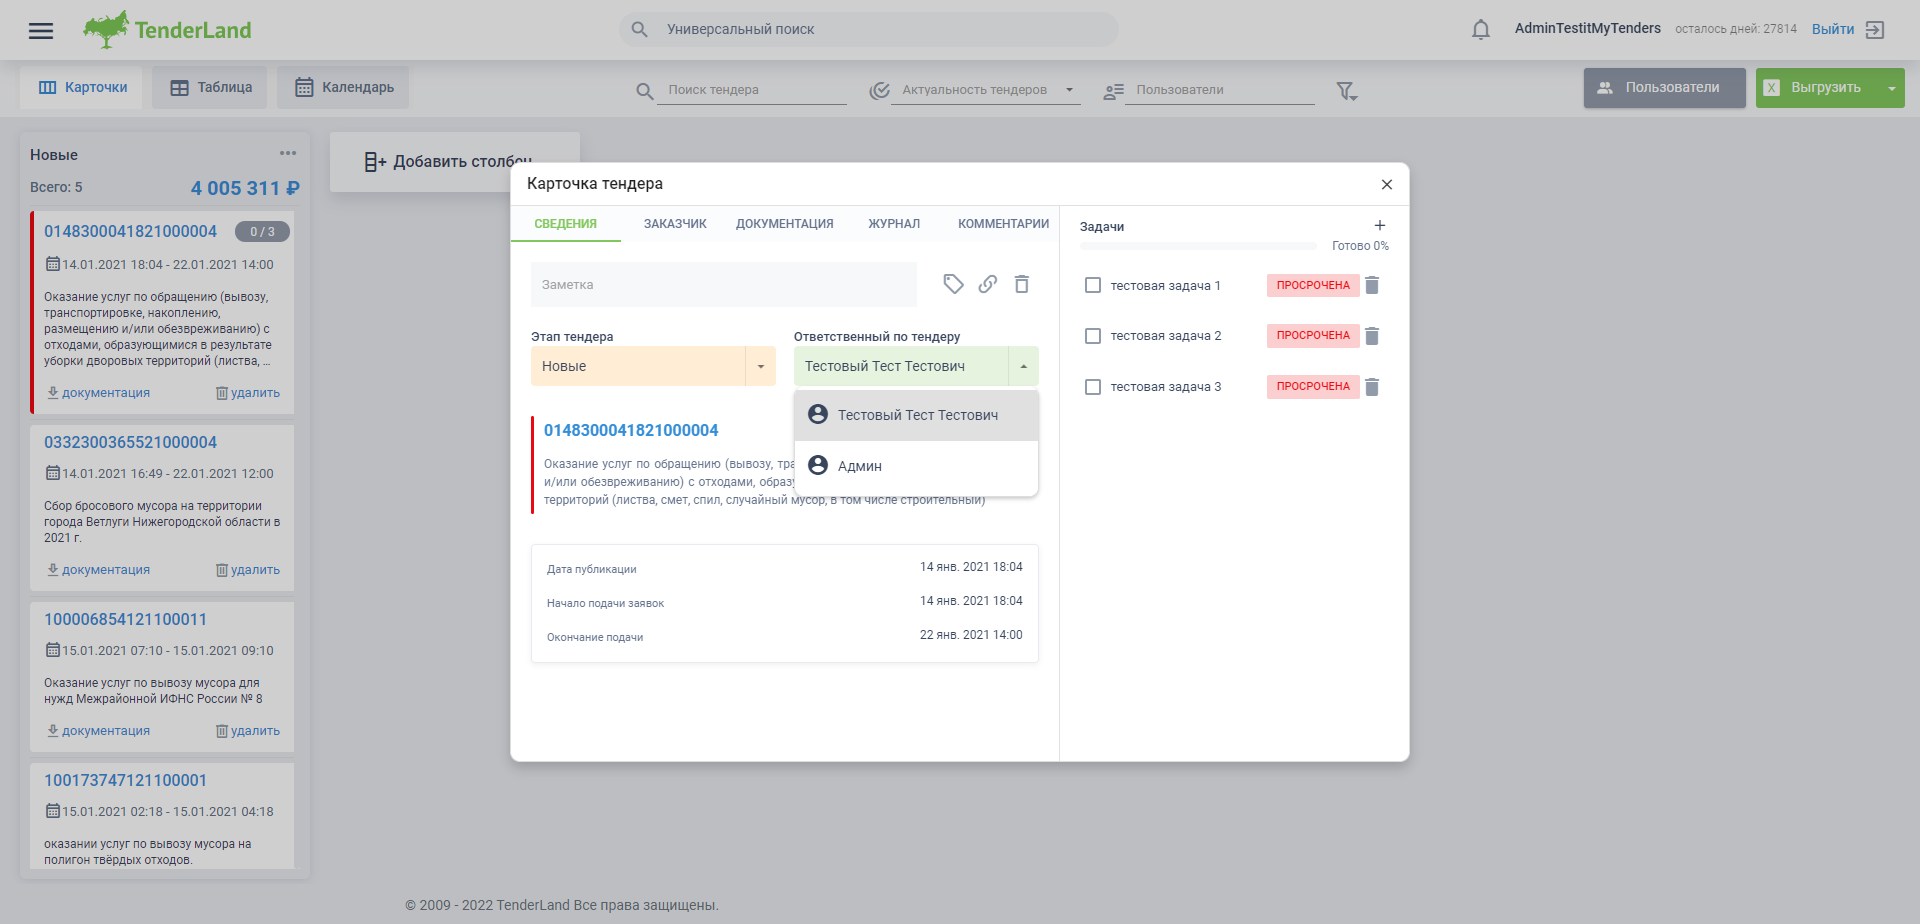 TenderLand
Универсальный поиск
AdminTestitMyTenders
осталось дней: 27814
Выйти
Карточки
Таблица
Календарь
Поиск тендера
Актуальность тендеров
Пользователи
Пользователи
X
Выгрузить
Новые
Всего: 5
4 005 311 ₽
0148300041821000004
0 / 3
14.01.2021 18:04 - 22.01.2021 14:00
Оказание услуг по обращению (вывозу,
транспортировке, накоплению,
размещению и/или обезвреживанию) с
отходами, образующимися в результате
уборки дворовых территорий (листва, ...
документация
удалить
0332300365521000004
14.01.2021 16:49 - 22.01.2021 12:00
Сбор бросового мусора на территории
города Ветлуги Нижегородской области в
2021 г.
документация
удалить
100006854121100011
15.01.2021 07:10 - 15.01.2021 09:10
Оказание услуг по вывозу мусора для
нужд Межрайонной ИФНС России № 8
документация
удалить
100173747121100001
15.01.2021 02:18 - 15.01.2021 04:18
оказании услуг по вывозу мусора на
полигон твёрдых отходов.
Добавить столбец
Карточка тендера
СВЕДЕНИЯ
ЗАКАЗЧИК
ДОКУМЕНТАЦИЯ
ЖУРНАЛ
КОММЕНТАРИИ
Заметка
Этап тендера
Новые
Ответственный по тендеру
Тестовый Тест Тестович
Тестовый Тест Тестович
Админ
0148300041821000004
Оказание услуг по обращению (вывозу, тра
и/или обезвреживанию) с отходами, образу
территорий (листва, смет, спил, случайный мусор, в том числе строительный)
Дата публикации
14 янв. 2021 18:04
Начало подачи заявок
14 янв. 2021 18:04
Окончание подачи
22 янв. 2021 14:00
Задачи
Готово 0%
тестовая задача 1
ПРОСРОЧЕНА
тестовая задача 2
ПРОСРОЧЕНА
тестовая задача 3
ПРОСРОЧЕНА
© 2009 - 2022 TenderLand Все права защищены.